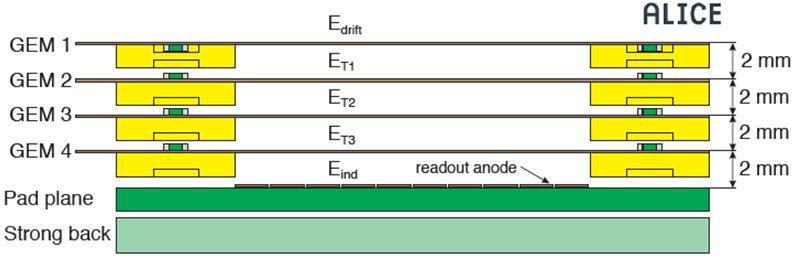 ALICE
E_drift
GEM 1
E_T1
2 mm
GEM 2
E_T2
2 mm
GEM 3
E_T3
2 mm
GEM 4
E_ind
readout anode
2 mm
Pad plane
Strong back